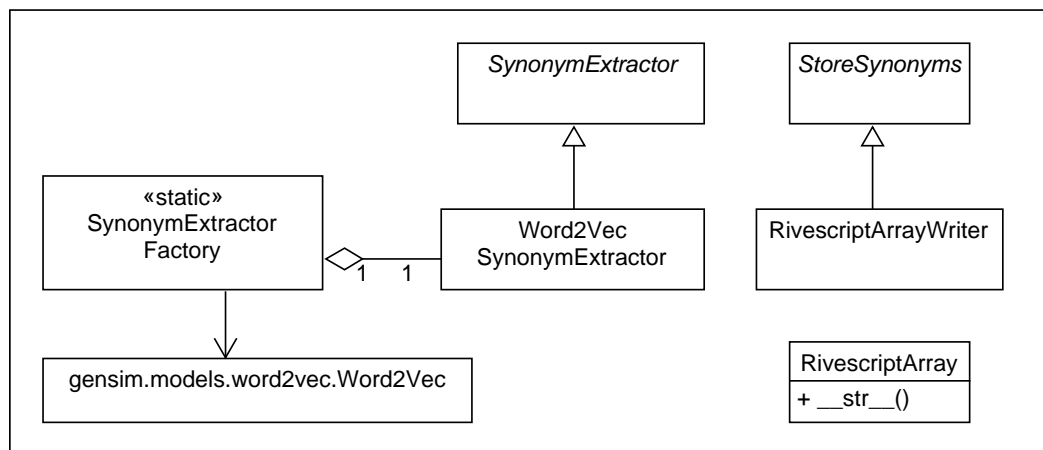 SynonymExtractor
StoreSynonyms
«static»
SynonymExtractor
Factory
1
1
Word2Vec
SynonymExtractor
RivescriptArrayWriter
gensim.models.word2vec.Word2Vec
RivescriptArray
+ __str__()